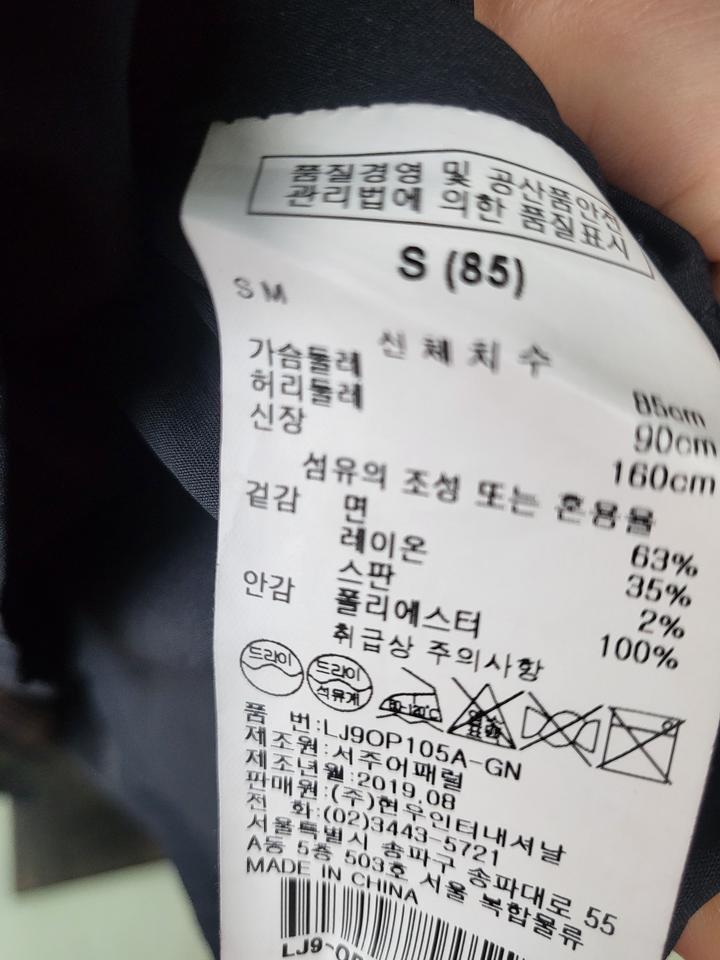 품질경영 및 공산품안전
관리법에 의한 품질표시
S (85)
S M
신 체 치 수
가슴둘레 85cm
허리둘레 90cm
신장 160cm
섬유의 조성 또는 혼용율
겉감 면 63%
레이온 35%
스판 2%
안감 폴리에스터 100%
취급상 주의사항
드라이 드라이 석유계 80-120℃ 염소 표백
품 번:LJ9OP105A-GN
제조원:서주어패럴
제조년월:2019.08
판매원:(주)현우인터내셔날
전 화:(02)3443-5721
서울특별시 송파구 송파대로 55
A동 5층 503호 서울 복합물류
MADE IN CHINA